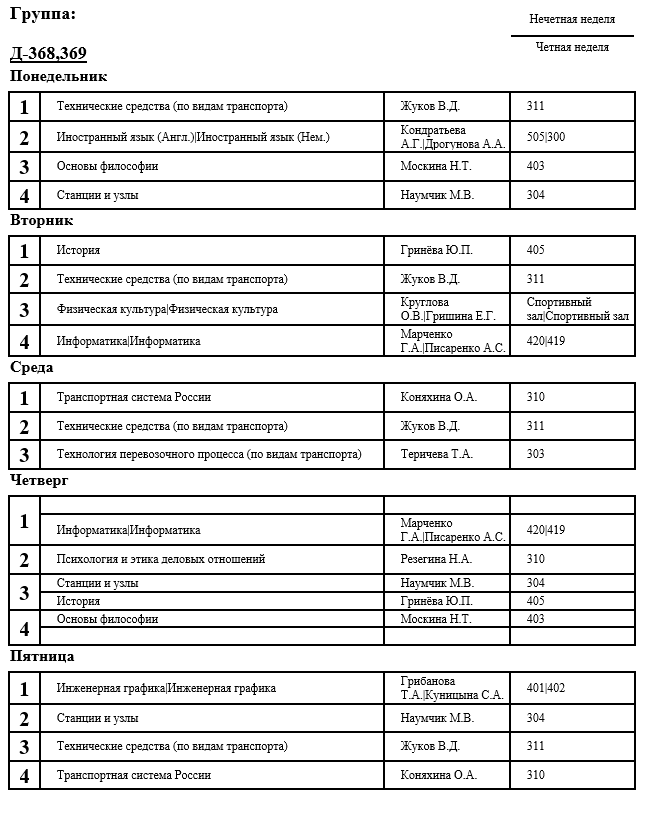 Группа:
Нечетная неделя
Четная неделя
Д-368,369
Понедельник
1 Технические средства (по видам транспорта) Жуков В.Д. 311
2 Иностранный язык (Англ.)|Иностранный язык (Нем.) Кондратьева
А.Г.|Дрогунова А.А. 505|300
3 Основы философии Москина Н.Т. 403
4 Станции и узлы Наумчик М.В. 304
Вторник
1 История Гринёва Ю.П. 405
2 Технические средства (по видам транспорта) Жуков В.Д. 311
3 Физическая культура|Физическая культура Круглова
О.В.|Гришина Е.Г. Спортивный
зал|Спортивный зал
4 Информатика|Информатика Марченко
Г.А.|Писаренко А.С. 420|419
Среда
1 Транспортная система России Коняхина О.А. 310
2 Технические средства (по видам транспорта) Жуков В.Д. 311
3 Технология перевозочного процесса (по видам транспорта) Теричева Т.А. 303
Четверг
1 Информатика|Информатика Марченко
Г.А.|Писаренко А.С. 420|419
2 Психология и этика деловых отношений Резегина Н.А. 310
3 Станции и узлы Наумчик М.В. 304
История Гринёва Ю.П. 405
4 Основы философии Москина Н.Т. 403
Пятница
1 Инженерная графика|Инженерная графика Грибанова
Т.А.|Куницына С.А. 401|402
2 Станции и узлы Наумчик М.В. 304
3 Технические средства (по видам транспорта) Жуков В.Д. 311
4 Транспортная система России Коняхина О.А. 310